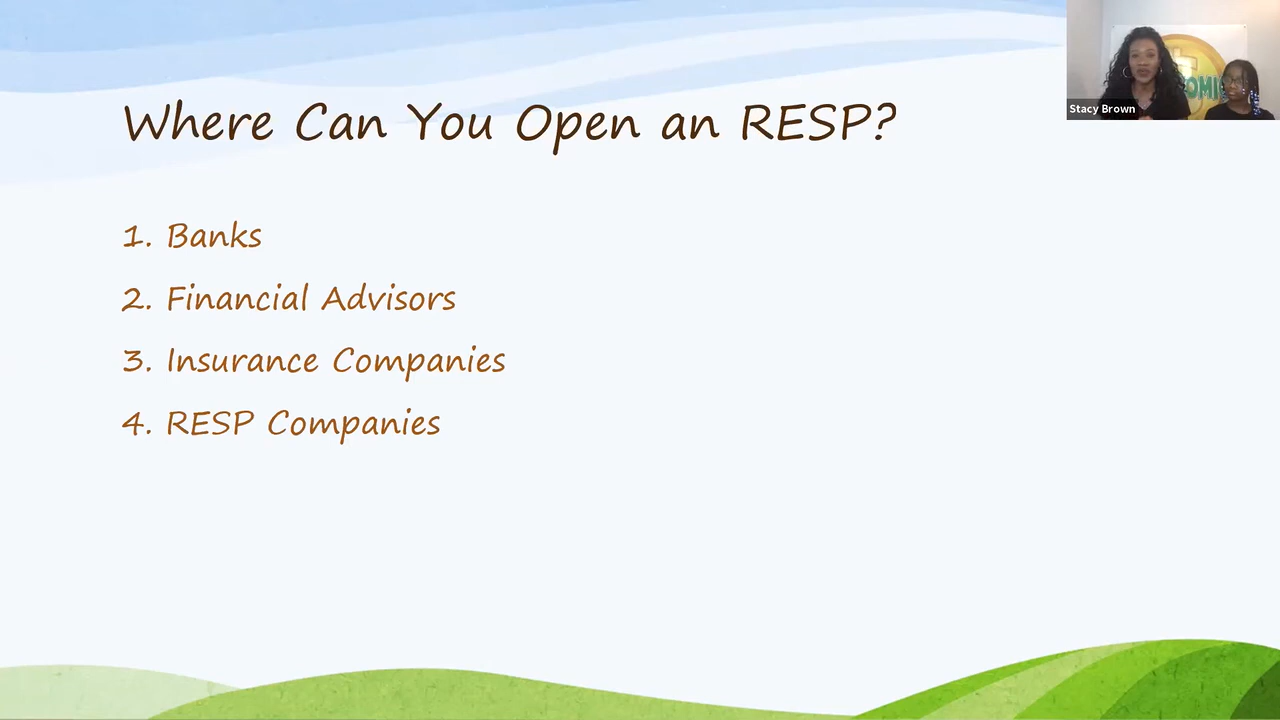 Where Can You Open an RESP?
1. Banks
2. Financial Advisors
3. Insurance Companies
4. RESP Companies
Stacy Brown